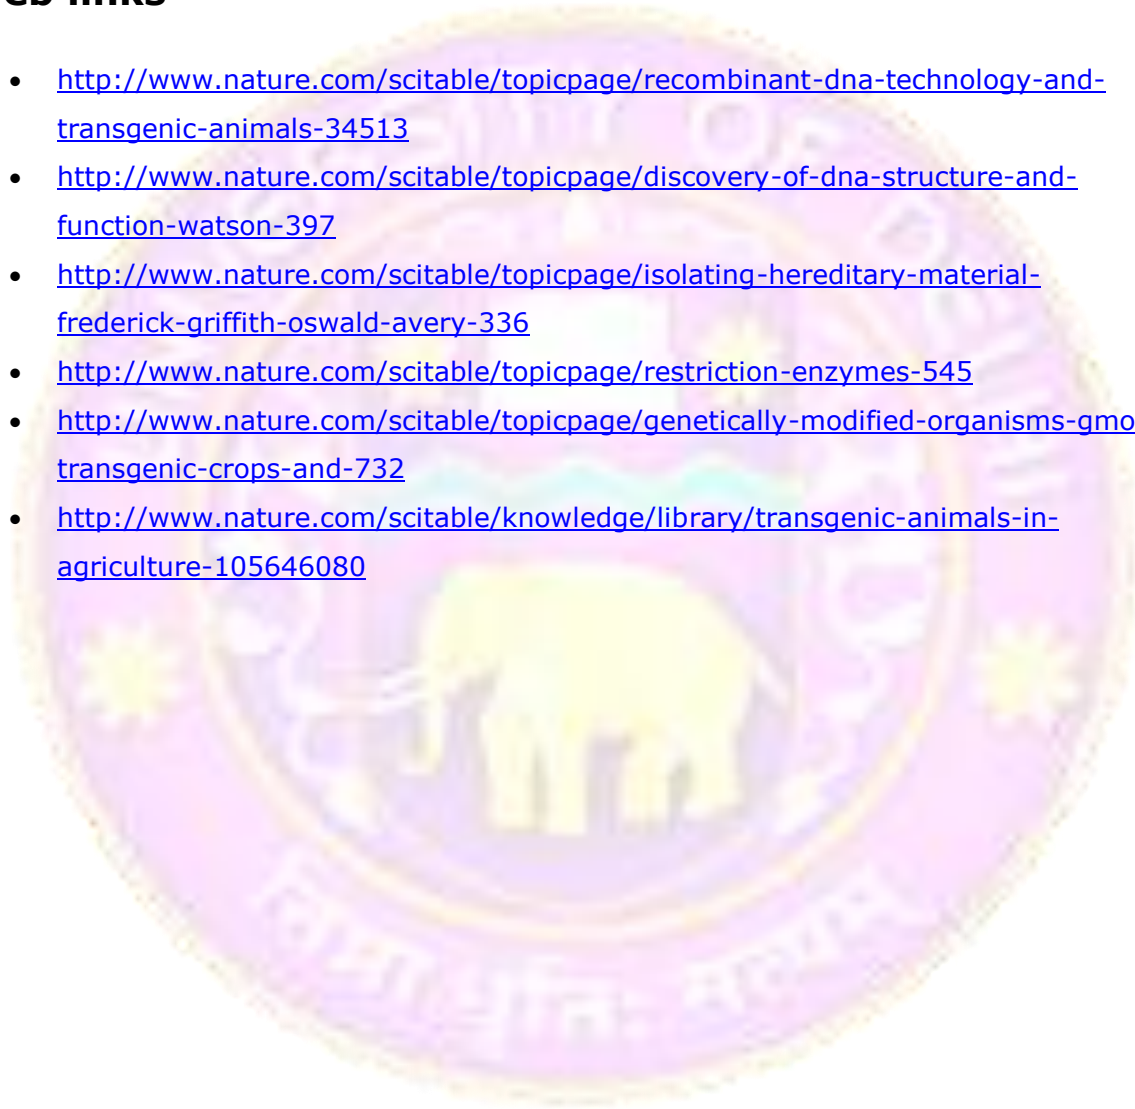 eb links
• http://www.nature.com/scitable/topicpage/recombinant-dna-technology-and-
transgenic-animals-34513
• http://www.nature.com/scitable/topicpage/discovery-of-dna-structure-and-
function-watson-397
• http://www.nature.com/scitable/topicpage/isolating-hereditary-material-
frederick-griffith-oswald-avery-336
• http://www.nature.com/scitable/topicpage/restriction-enzymes-545
• http://www.nature.com/scitable/topicpage/genetically-modified-organisms-gmo
transgenic-crops-and-732
• http://www.nature.com/scitable/knowledge/library/transgenic-animals-in-
agriculture-105646080
OF DELHI